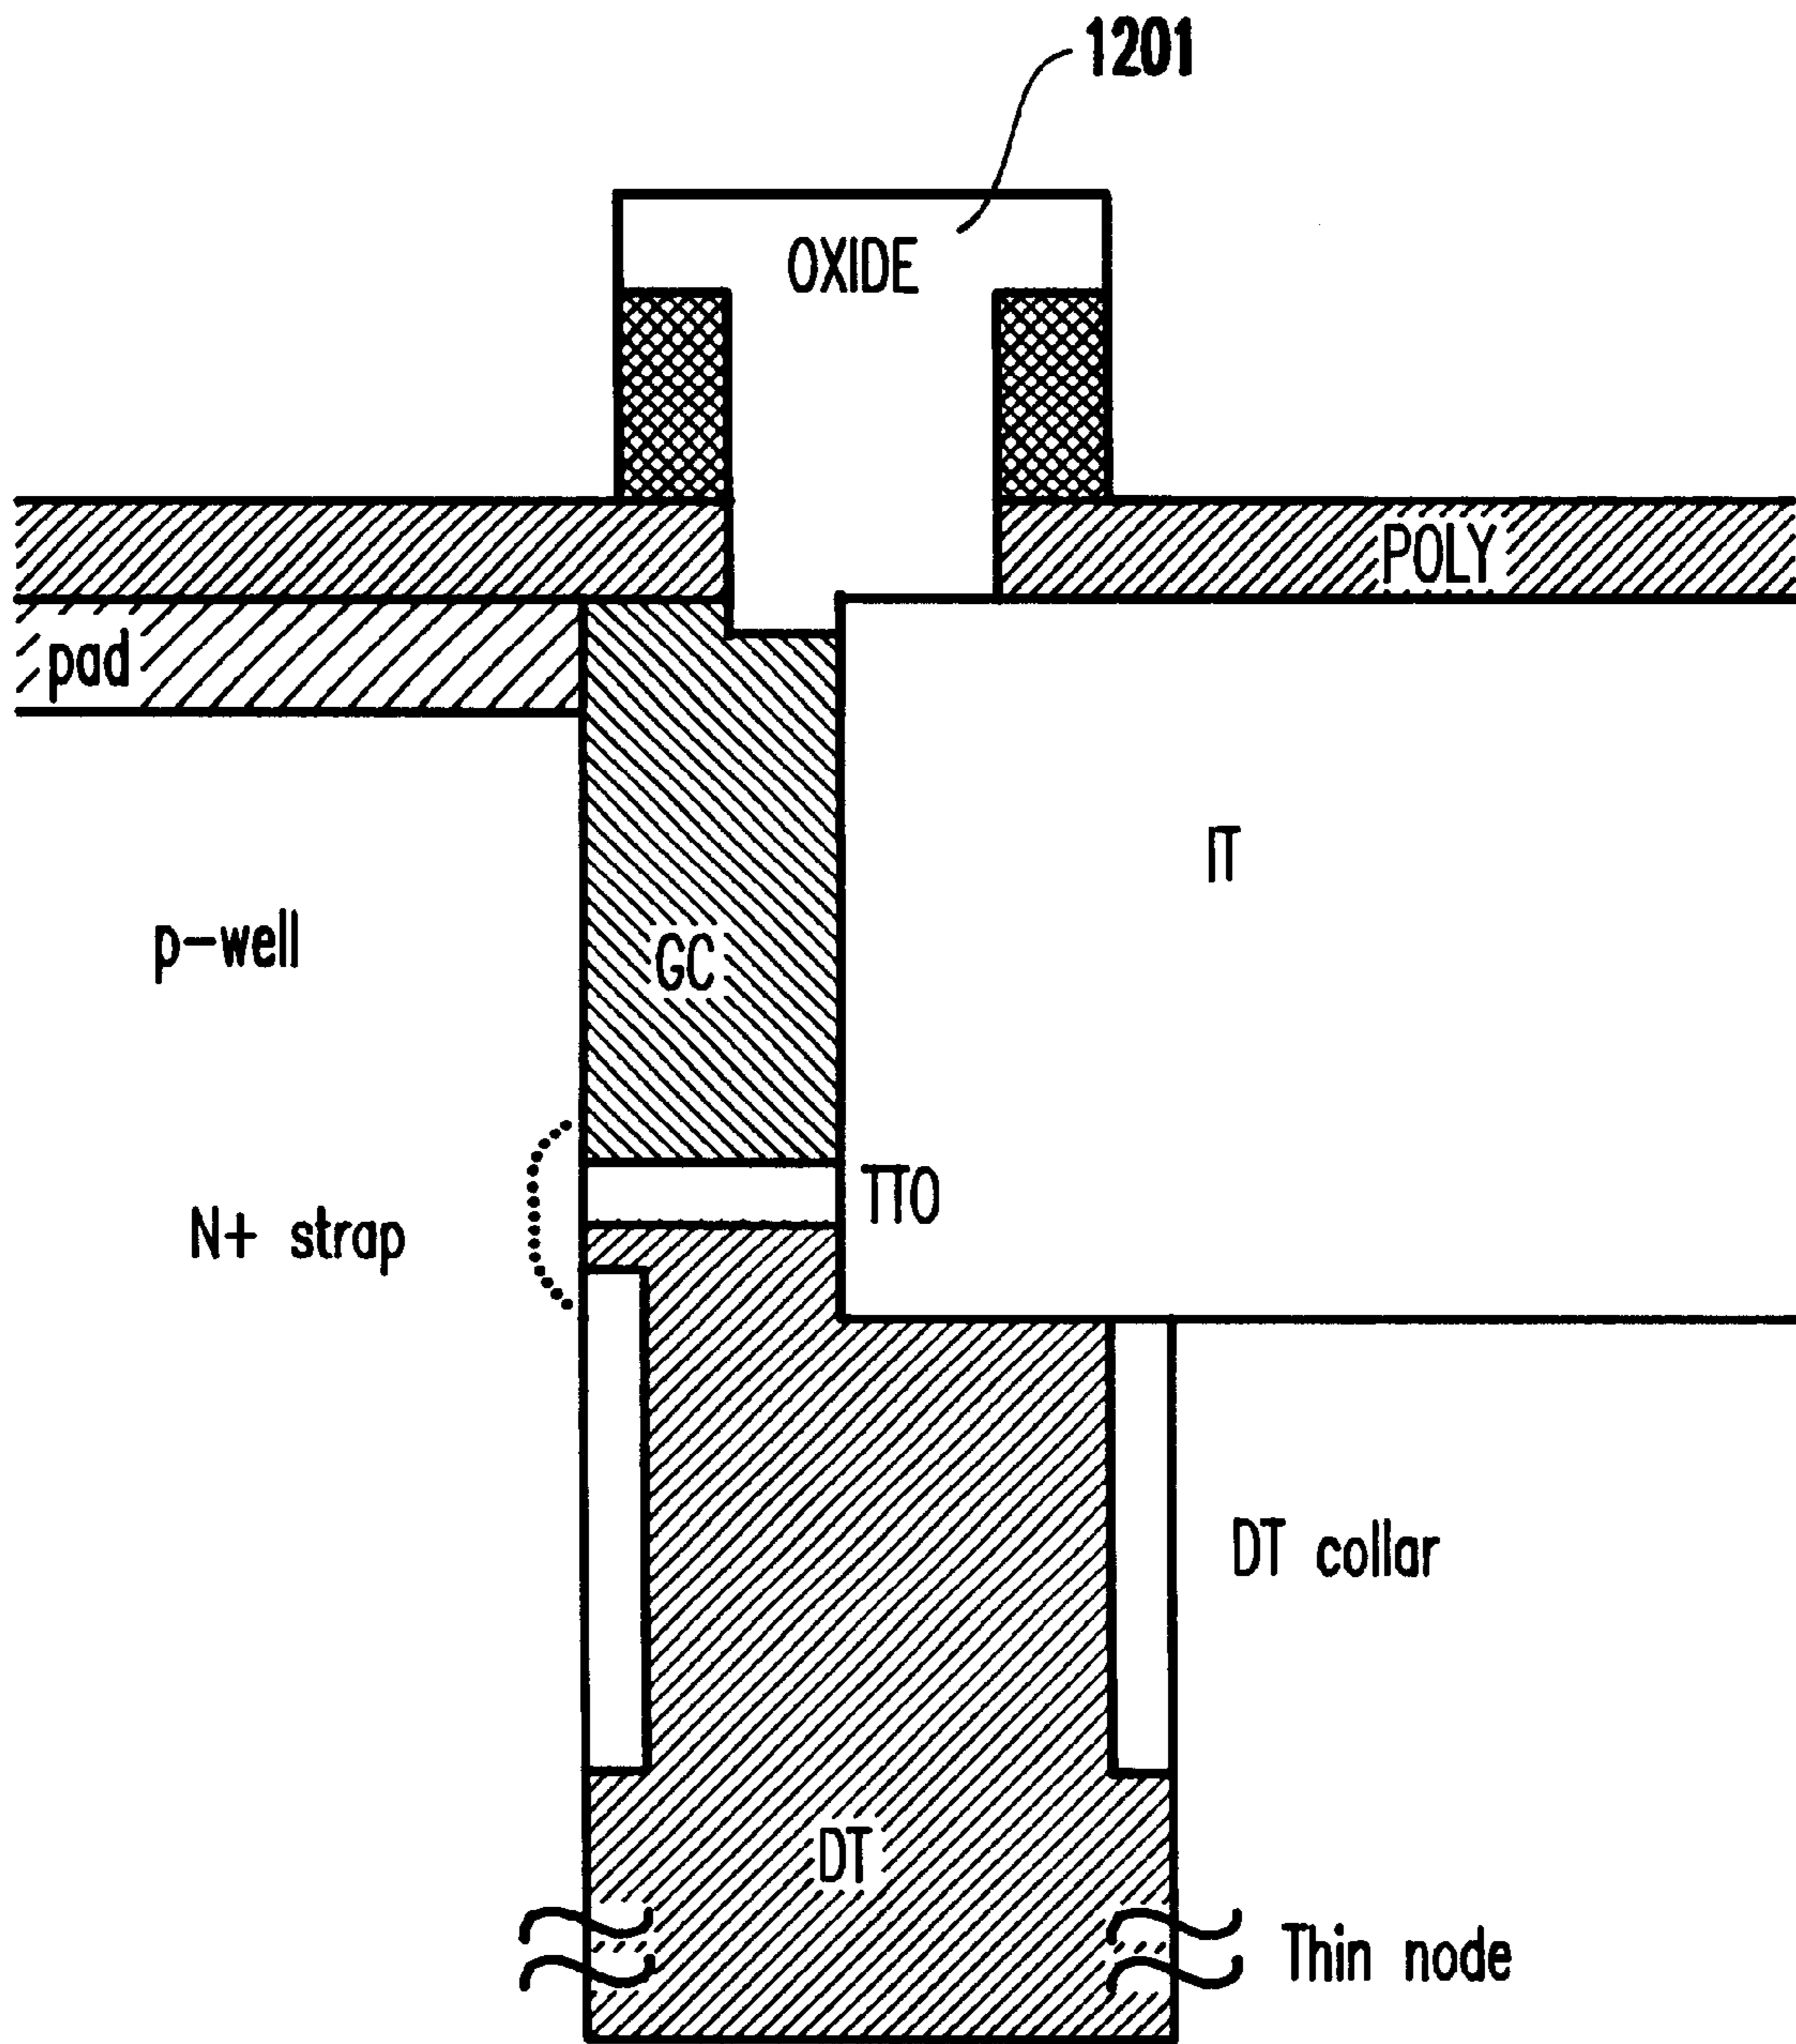 1201
OXIDE
POLY
pad
IT
p-well
GC
TTO
N+ strap
DT collar
DT
Thin node